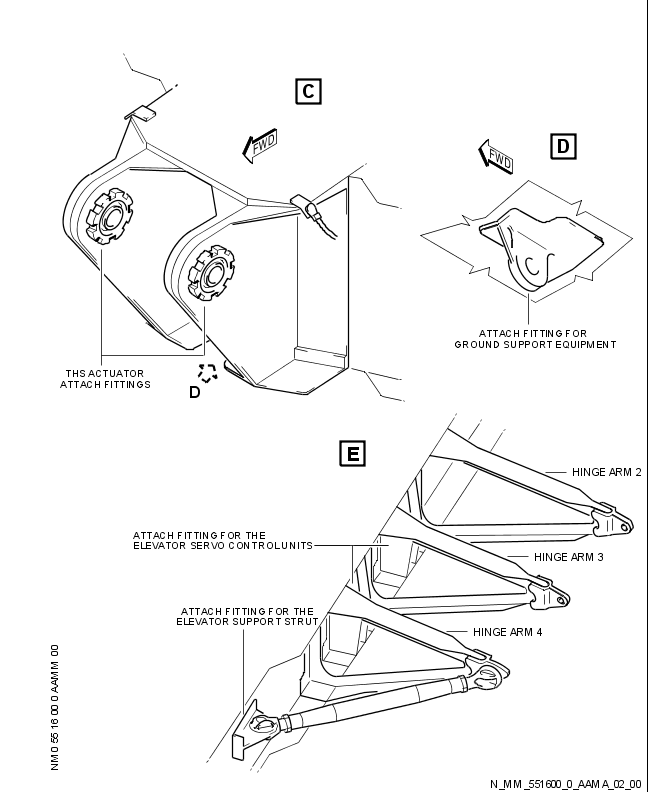 C
FWD
D
FWD
ATTACH FITTING FOR
GROUND SUPPORT EQUIPMENT
THS ACTUATOR
ATTACH FITTINGS
D
E
HINGE ARM 2
ATTACH FITTING FOR THE
ELEVATOR SERVO CONTROL UNITS
HINGE ARM 3
ATTACH FITTING FOR THE
ELEVATOR SUPPORT STRUT
HINGE ARM 4
NM0 55 16 00 0 AAMM 00
N_MM_551600_0_AAMA_02_00